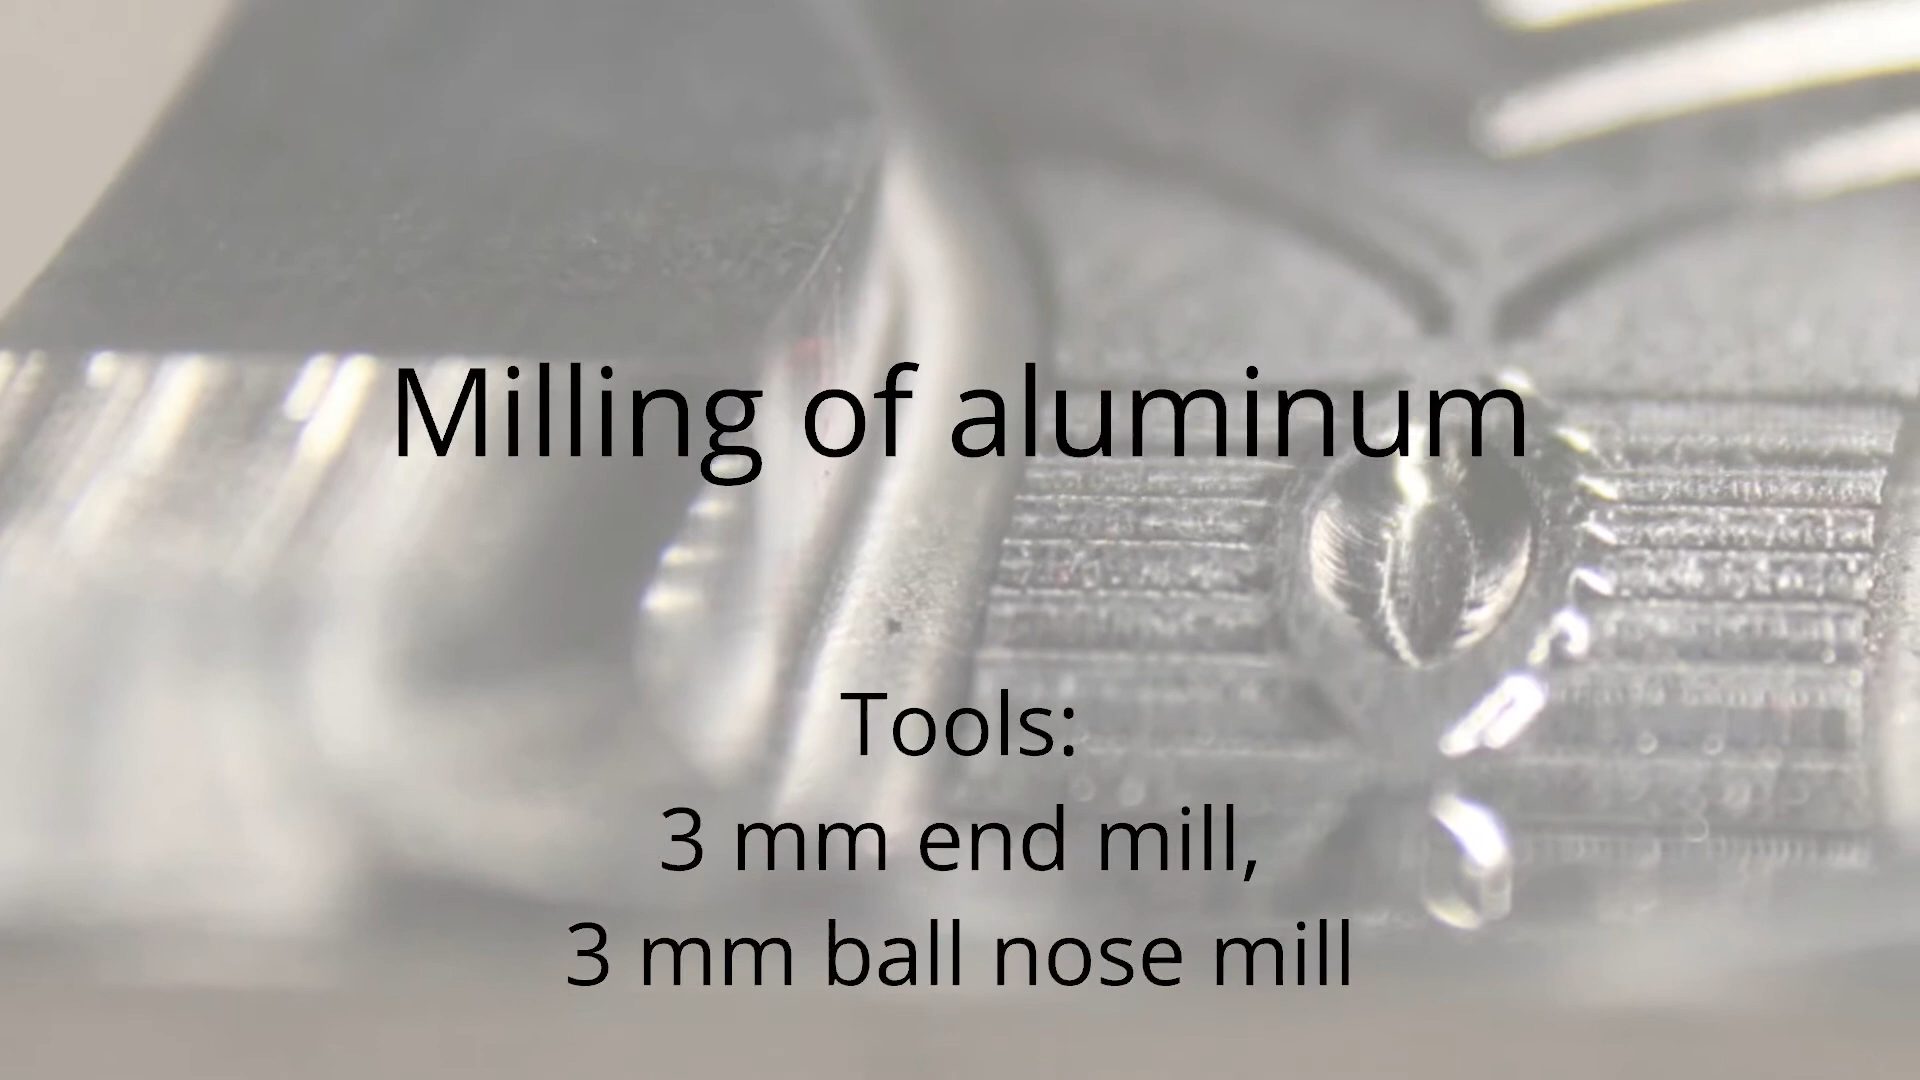 Milling of aluminum
Tools:
3 mm end mill,
3 mm ball nose mill